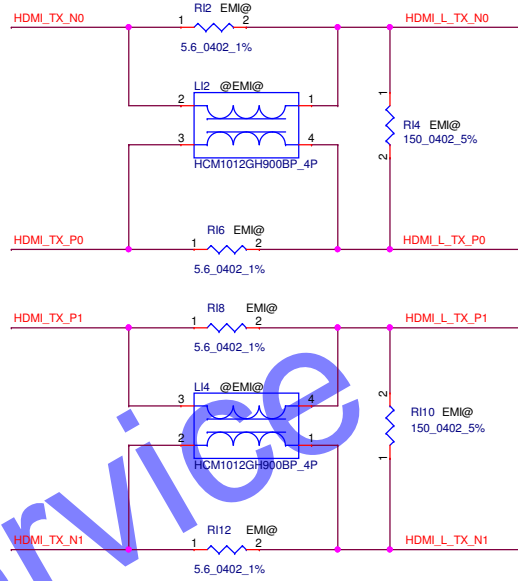 RI2 EMI@
HDMI_TX_N0 1 2 HDMI_L_TX_N0
5.6_0402_1%
LI2 @EMI@
2 1 1
3 4 RI4 EMI@
150_0402_5%
2
HCM1012GH900BP_4P
RI6 EMI@
HDMI_TX_P0 1 2 HDMI_L_TX_P0
5.6_0402_1%
RI8 EMI@
HDMI_TX_P1 1 2 HDMI_L_TX_P1
5.6_0402_1%
LI4 @EMI@
3 4 2
RI10 EMI@
150_0402_5%
2 1 1
HCM1012GH900BP_4P
RI12 EMI@
HDMI_TX_N1 1 2 HDMI_L_TX_N1
5.6_0402_1%
rvice